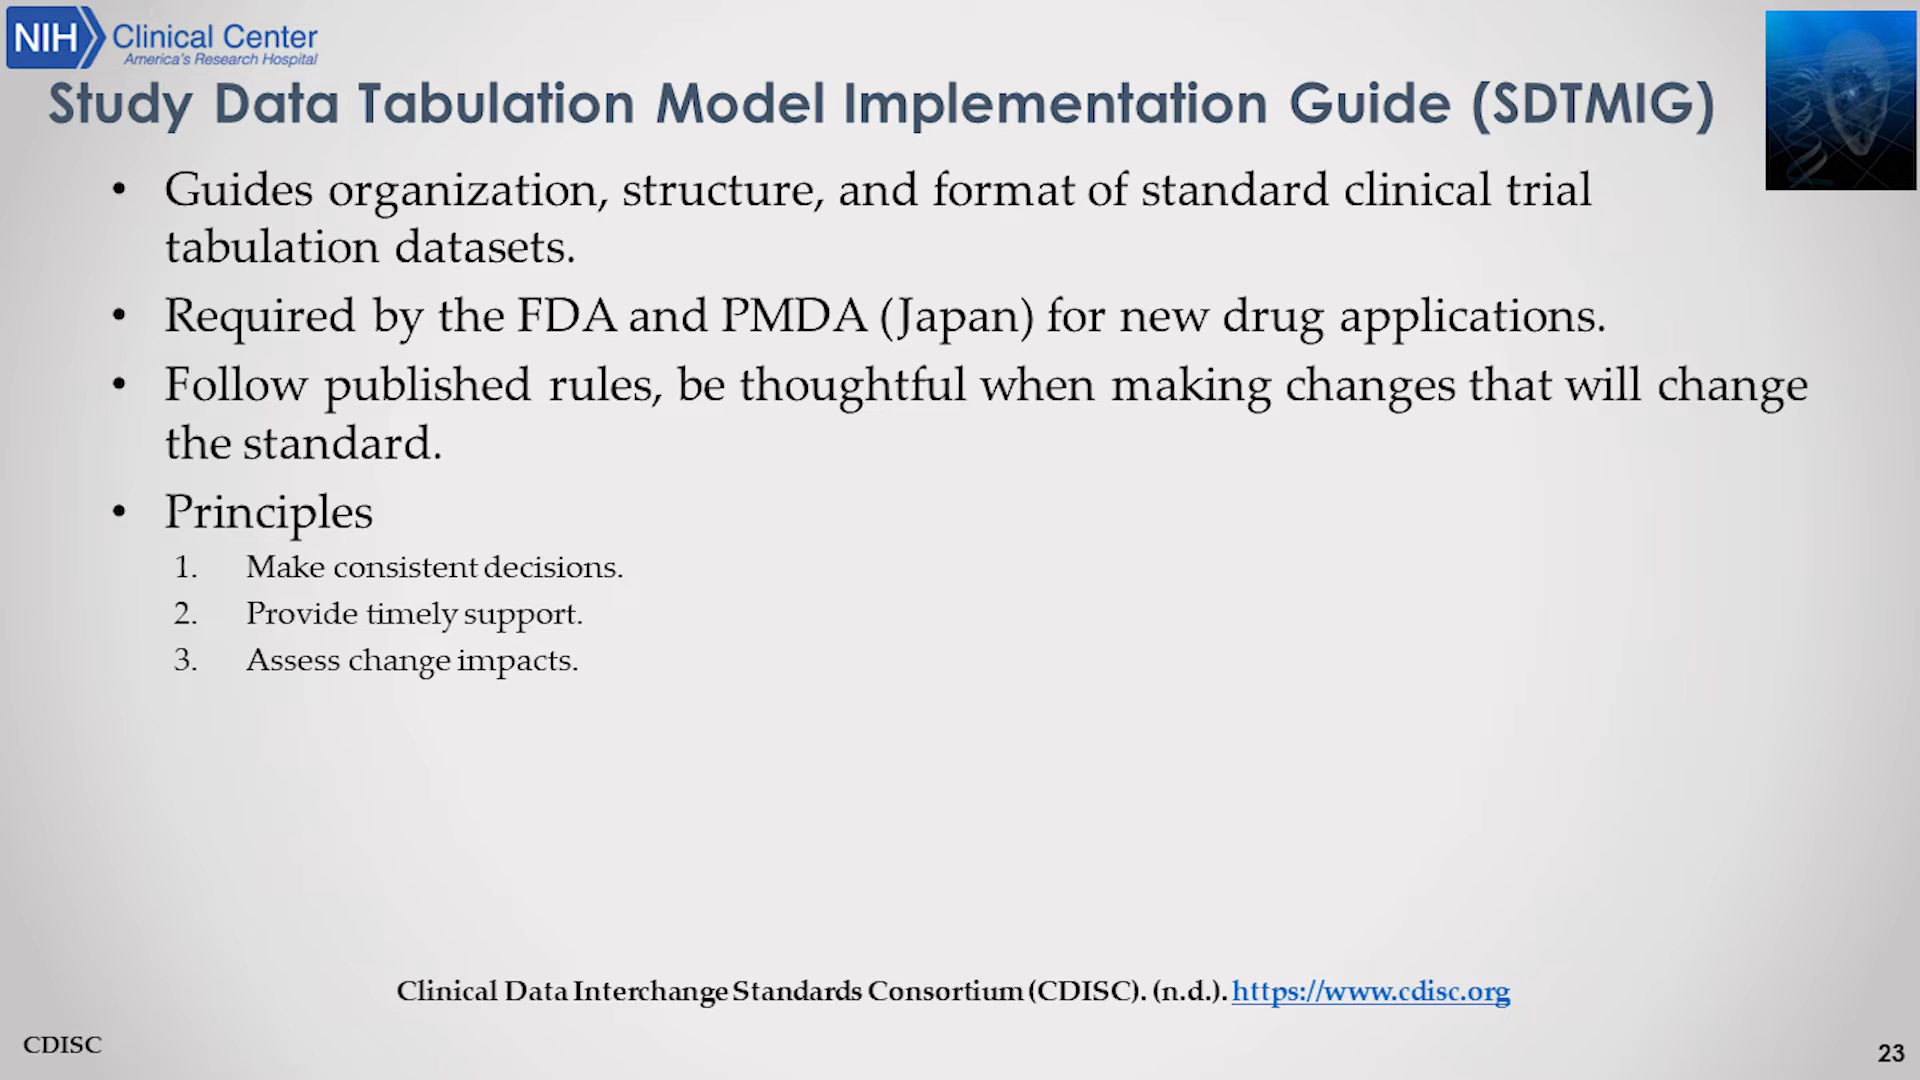 NIH Clinical Center
America's Research Hospital
Study Data Tabulation Model Implementation Guide (SDTMIG)
• Guides organization, structure, and format of standard clinical trial
tabulation datasets.
• Required by the FDA and PMDA (Japan) for new drug applications.
• Follow published rules, be thoughtful when making changes that will change
the standard.
• Principles
1. Make consistent decisions.
2. Provide timely support.
3. Assess change impacts.
Clinical Data Interchange Standards Consortium (CDISC). (n.d.). https://www.cdisc.org
CDISC
23